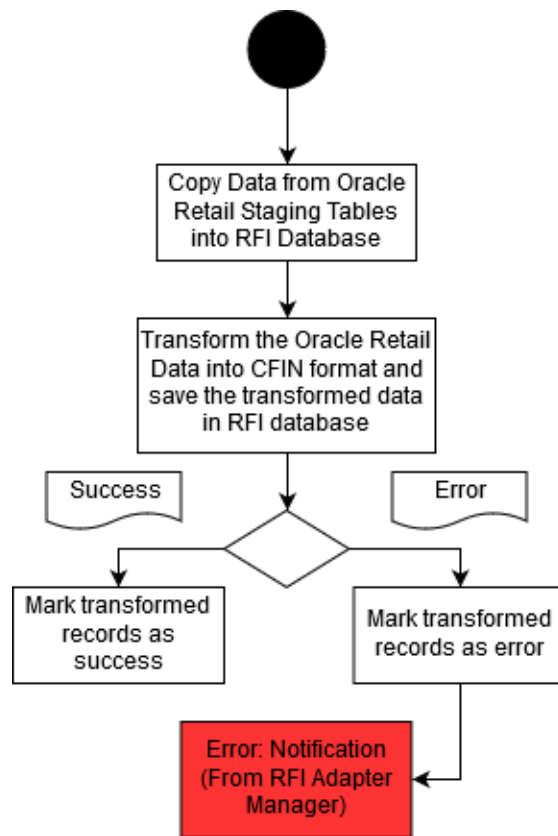 Copy Data from Oracle
Retail Staging Tables
into RFI Database
Transform the Oracle Retail
Data into CFIN format and
save the transformed data
in RFI database
Success
Error
Mark transformed
records as
success
Mark transformed
records as error
Error: Notification
(From RFI Adapter
Manager)